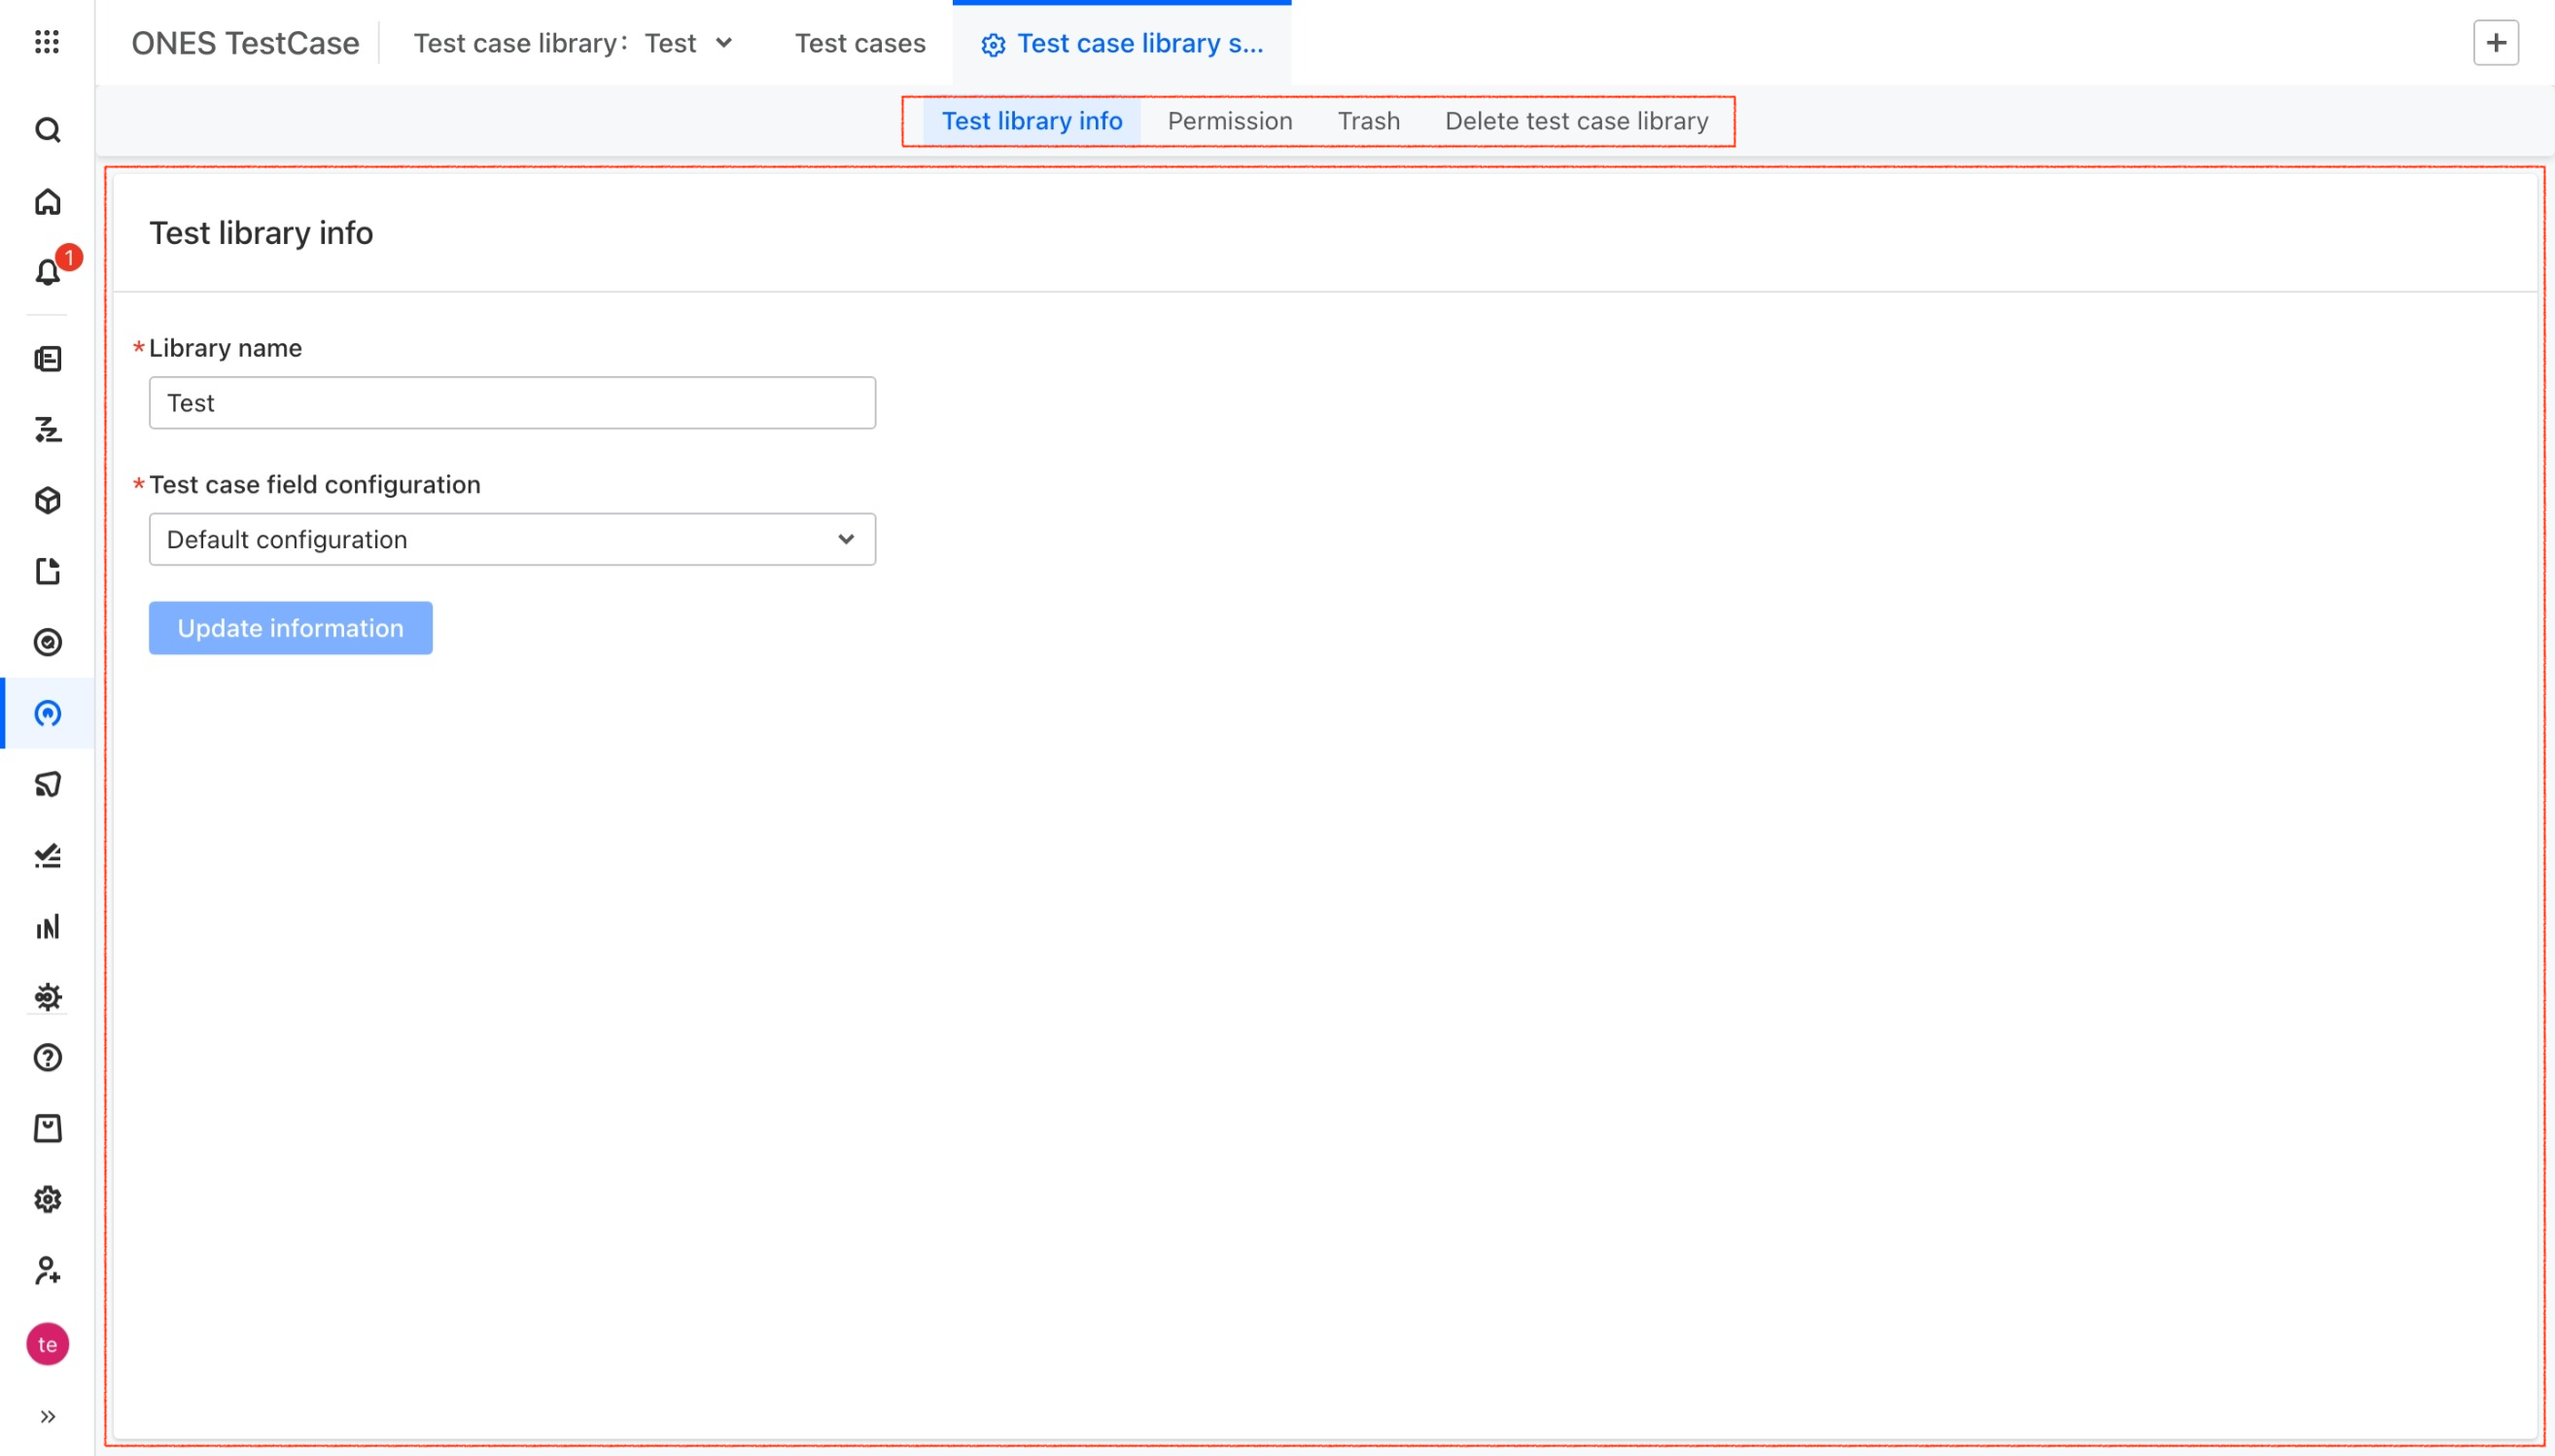 ONES TestCase
Test case library: Test
Test cases
Test case library s...
Test library info
Permission
Trash
Delete test case library
1
Test library info
*Library name
Test
*Test case field configuration
Default configuration
Update information
te